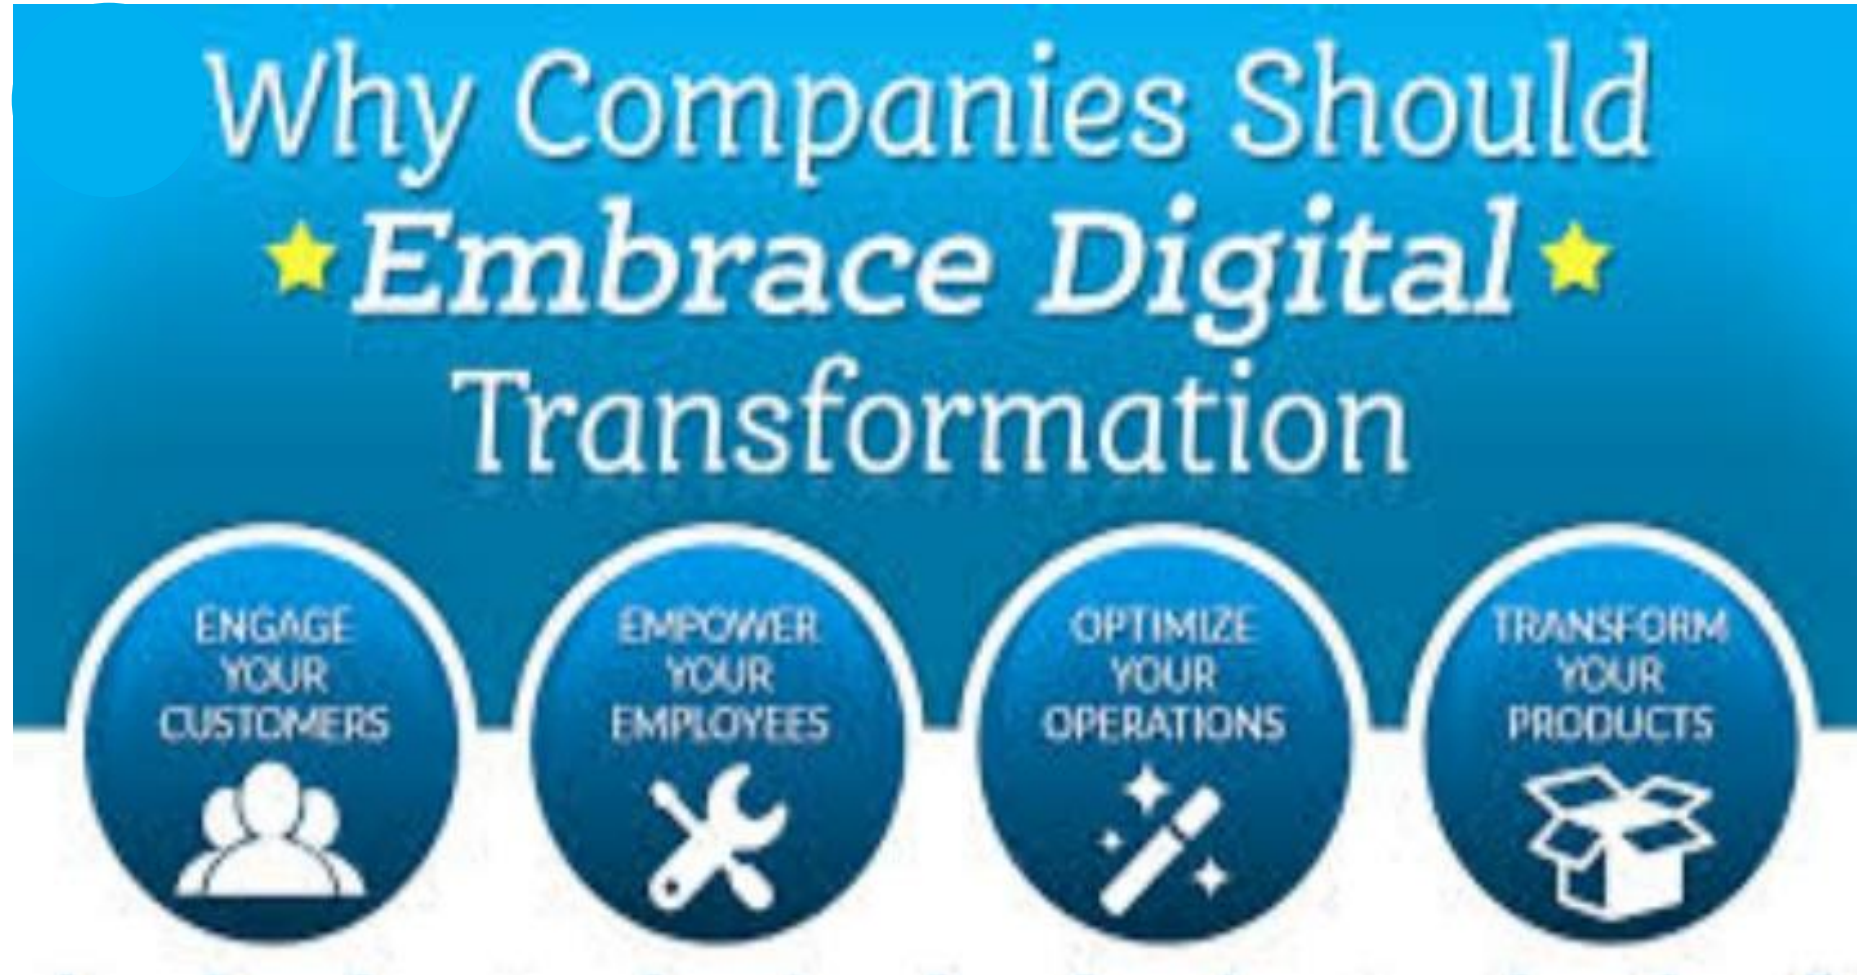 Why Companies Should
Embrace Digital
Transformation
ENGAGE
YOUR
CUSTOMERS
EMPOWER
YOUR
EMPLOYEES
OPTIMIZE
YOUR
OPERATIONS
TRANSFORM
YOUR
PRODUCTS